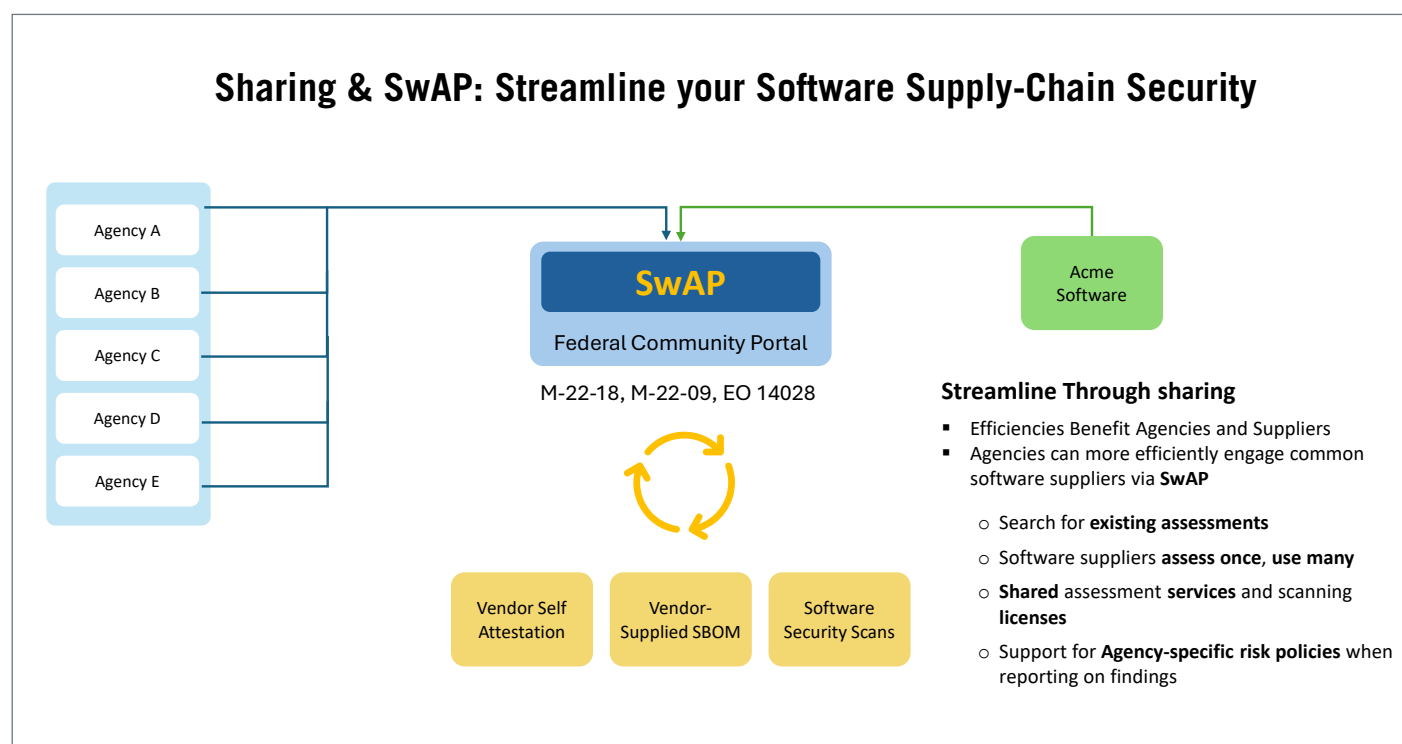 Sharing & SwAP: Streamline your Software Supply-Chain Security
Agency A
Agency B
Agency C
Agency D
Agency E
SwAP
Federal Community Portal
M-22-18, M-22-09, EO 14028
Vendor Self
Attestation
Vendor-
Supplied SBOM
Software
Security Scans
Acme
Software
Streamline Through sharing
▪ Efficiencies Benefit Agencies and Suppliers
▪ Agencies can more efficiently engage common
software suppliers via SwAP
o Search for existing assessments
o Software suppliers assess once, use many
o Shared assessment services and scanning
licenses
o Support for Agency-specific risk policies when
reporting on findings